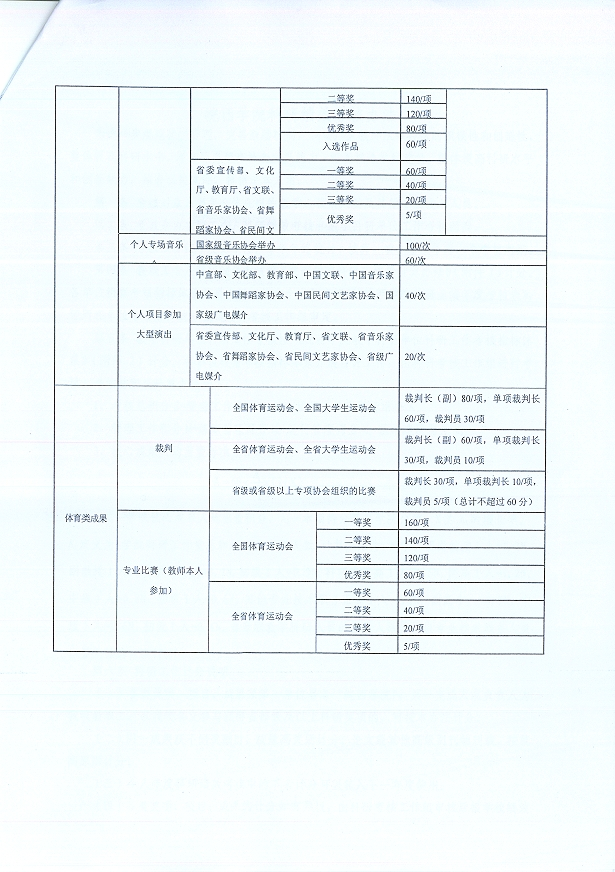 二等奖 140/项
三等奖 120/项
优秀奖 80/项
入选作品 60/项
省委宣传部、文化
厅、教育厅、省文联、
省音乐家协会、省舞
蹈家协会、省民间文
一等奖 60/项
二等奖 40/项
三等奖 20/项
优秀奖 5/项
个人专场音乐
国家级音乐协会举办 100/次
省级音乐协会举办 60/次
个人项目参加
大型演出
中宣部、文化部、教育部、中国文联、中国音乐家
协会、中国舞蹈家协会、中国民间文艺家协会、国
家级广电媒介
40/次
省委宣传部、文化厅、教育厅、省文联、省音乐家
协会、省舞蹈家协会、省民间文艺家协会、省级广
电媒介
20/次
体育类成果
裁判
全国体育运动会、全国大学生运动会
裁判长（副）80/项，单项裁判长
60/项，裁判员 30/项
全省体育运动会、全省大学生运动会
裁判长（副）60/项，单项裁判长
30/项，裁判员 10/项
省级或省级以上专项协会组织的比赛
裁判长 30/项，单项裁判长 10/项，
裁判员 5/项（总计不超过 60 分）
专业比赛（教师本人
参加）
全国体育运动会
一等奖 160/项
二等奖 140/项
三等奖 120/项
优秀奖 80/项
全省体育运动会
一等奖 60/项
二等奖 40/项
三等奖 20/项
优秀奖 5/项